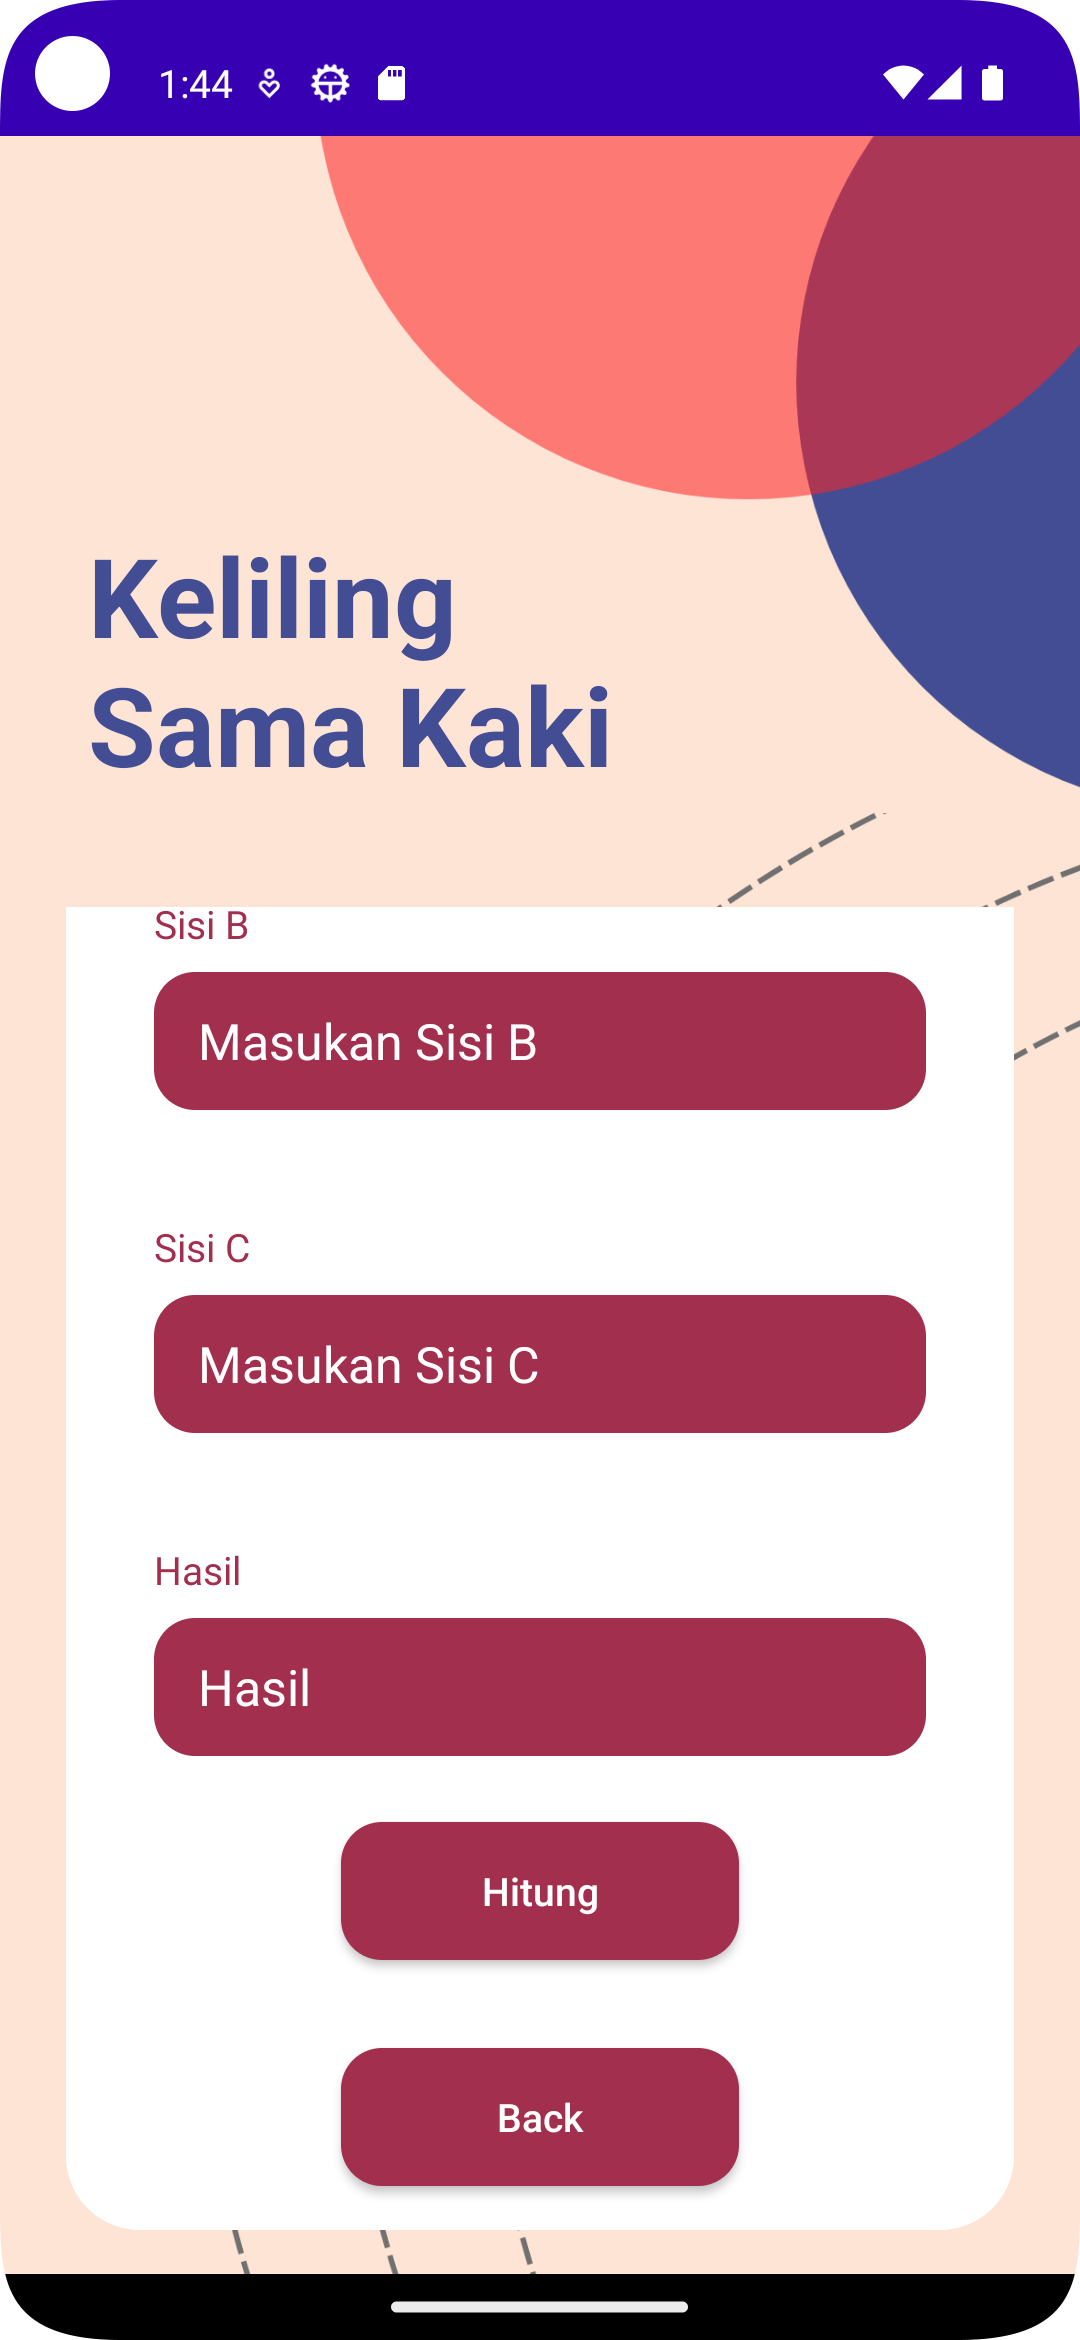 1:44
Keliling
Sama Kaki
Sisi B
Masukan Sisi B
Sisi C
Masukan Sisi C
Hasil
Hasil
Hitung
Back